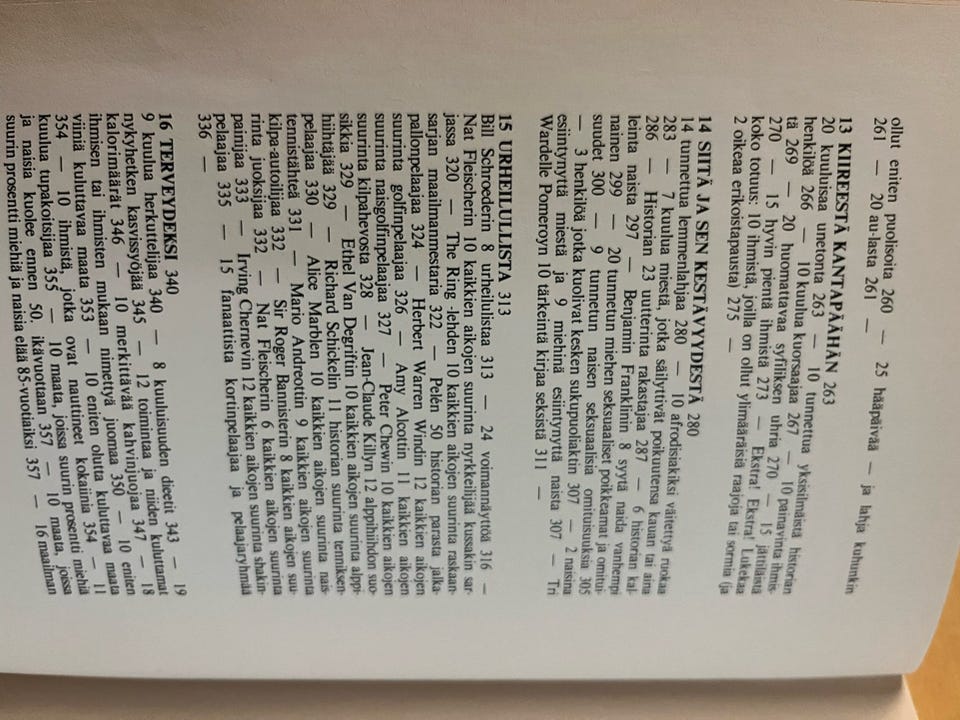 ollut eniten puolisoita 260 — 25 hääpäivää — ja lahja kuhunkin
261 — 20 au-lasta 261 —
13 KIIREESTÄ KANTAPÄÄHÄN 263
20 kuuluisaa unetonta 263 — 10 tunnettua yksisilmäistä historian
henkilöä 266 — 10 kuulua kuorsaajaa 267 — 10 painavinta ihmis-
tä 269 — 20 huomattavaa syfiliksen uhria 270 — 15 jättiläistä
270 — 15 hyvin pientä ihmistä 273 — Ekstra! Ekstra! Lukekaa
koko totuus: 10 ihmistä, joilla on ollut ylimääräisiä raajoja tai sormia (ja
2 oikeaa erikoistapausta) 275 —
14 SIITÄ JA SEN KESTÄVYYDESTÄ 280
14 tunnettua lemmenlahjaa 280 — 10 afrodisiakiksi väitettyä ruokaa
283 — 7 kuulua miestä, jotka säilyttivät poikuutensa kauan tai aina
286 — Historian 23 uutterinta rakastajaa 287 — 6 historian kal-
leinta naista 297 — Benjamin Franklinin 8 syytä naida vanhempi
nainen 299 — 20 tunnetun miehen seksuaaliset poikkeamat ja omitui-
suudet 300 — 9 tunnetun naisen seksuaalisia omituisuuksia 305
— 3 henkilöä jotka kuolivat kesken sukupuoliaktin 307 — 2 naisina
esiintynyttä miestä ja 9 miehinä esiintynyttä naista 307 — Tri
Wardelle Pomeroyn 10 tärkeintä kirjaa seksistä 311 —
15 URHEILULLISTA 313
Bill Schroederin 8 urheilulistaa 313 — 24 voimannäyttöä 316 —
Nat Fleischerin 10 kaikkien aikojen suurinta nyrkkeilijää kussakin sar-
jassa 320 — The Ring -lehden 10 kaikkien aikojen suurinta raskaan-
sarjan maailmanmestaria 322 — Pelén 50 historian parasta jalka-
pallonpelaajaa 324 — Herbert Warren Windin 12 kaikkien aikojen
suurinta golfinpelaajaa 326 — Amy Alcottin 11 kaikkien aikojen
suurinta naisgolfinpelaajaa 327 — Peter Chewin 10 kaikkien aikojen
suurinta kilpahevosta 328 — Jean-Claude Killyn 12 alppihiihdon suo-
sikkia 329 — Ethel Van Degriftin 10 kaikkien aikojen suurinta alppi-
hiihtäjää 329 — Richard Schickelin 11 historian suurinta tenniksen-
pelaajaa 330 — Alice Marblen 10 kaikkien aikojen suurinta nais-
tennistähteä 331 — Mario Andreottin 9 kaikkien aikojen suurinta
kilpa-autoilijaa 332 — Sir Roger Bannisterin 8 kaikkien aikojen suu-
rinta juoksijaa 332 — Nat Fleischerin 6 kaikkien aikojen suurinta
painijaa 333 — Irving Chernevin 12 kaikkien aikojen suurinta shakin-
pelaajaa 335 — 15 fanaattista kortinpelaajaa ja pelaajaryhmää
336 —
16 TERVEYDEKSI 340
9 kuulua herkuttelijaa 340 — 8 kuuluisuuden dieetit 343 — 19
nykyhetken kasvissyöjää 345 — 12 toimintaa ja niiden kuluttamat
kalorimäärät 346 — 10 merkittävää kahvinjuojaa 347 — 18
ihmisen tai ihmisten mukaan nimettyä juomaa 350 — 10 eniten
viiniä kuluttavaa maata 353 — 10 eniten olutta kuluttavaa maata
354 — 10 ihmistä, jotka ovat nauttineet kokaiinia 354 — 11
kuulua tupakoitsijaa 355 — 10 maata, joissa suurin prosentti miehiä
ja naisia kuolee ennen 50. ikävuottaan 357 — 10 maata, joissa
suurin prosentti miehiä ja naisia elää 85-vuotiaiksi 357 — 16 maailman